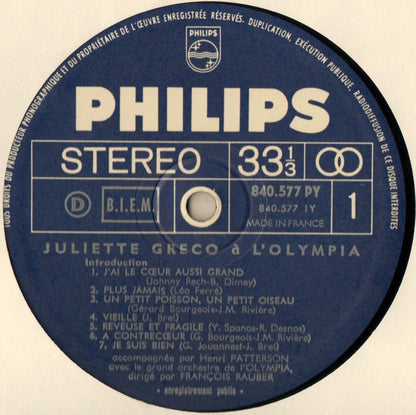 TOUS DROITS DU PRODUCTEUR PHONOGRAPHIQUE ET DU PROPRIÉTAIRE DE L'ŒUVRE ENREGISTRÉE RÉSERVÉS. DUPLICATION, EXÉCUTION PUBLIQUE, RADIODIFFUSION DE CE DISQUE INTERDITES
PHILIPS
PHILIPS
STEREO 33 1/3
D B.I.E.M. 840.577 PY 1
840.577 1Y
MADE IN FRANCE
JULIETTE GRECO à L'OLYMPIA
Introduction
1. J'AI LE CŒUR AUSSI GRAND
(Johnny Rech-B. Dimey)
2. PLUS JAMAIS (Léo Ferré)
3. UN PETIT POISSON, UN PETIT OISEAU
(Gérard Bourgeois-J.M. Rivière)
4. VIEILLE (J. Brel)
5. REVEUSE ET FRAGILE (Y. Spanos-R. Desnos)
6. A CONTRECŒUR (G. Bourgeois-J.M. Rivière)
7. JE SUIS BIEN (G. Jouannest-J. Brel)
accompagnée par Henri PATTERSON
avec le grand orchestre de l'OLYMPIA,
dirigé par FRANÇOIS RAUBER
- enregistrement public -